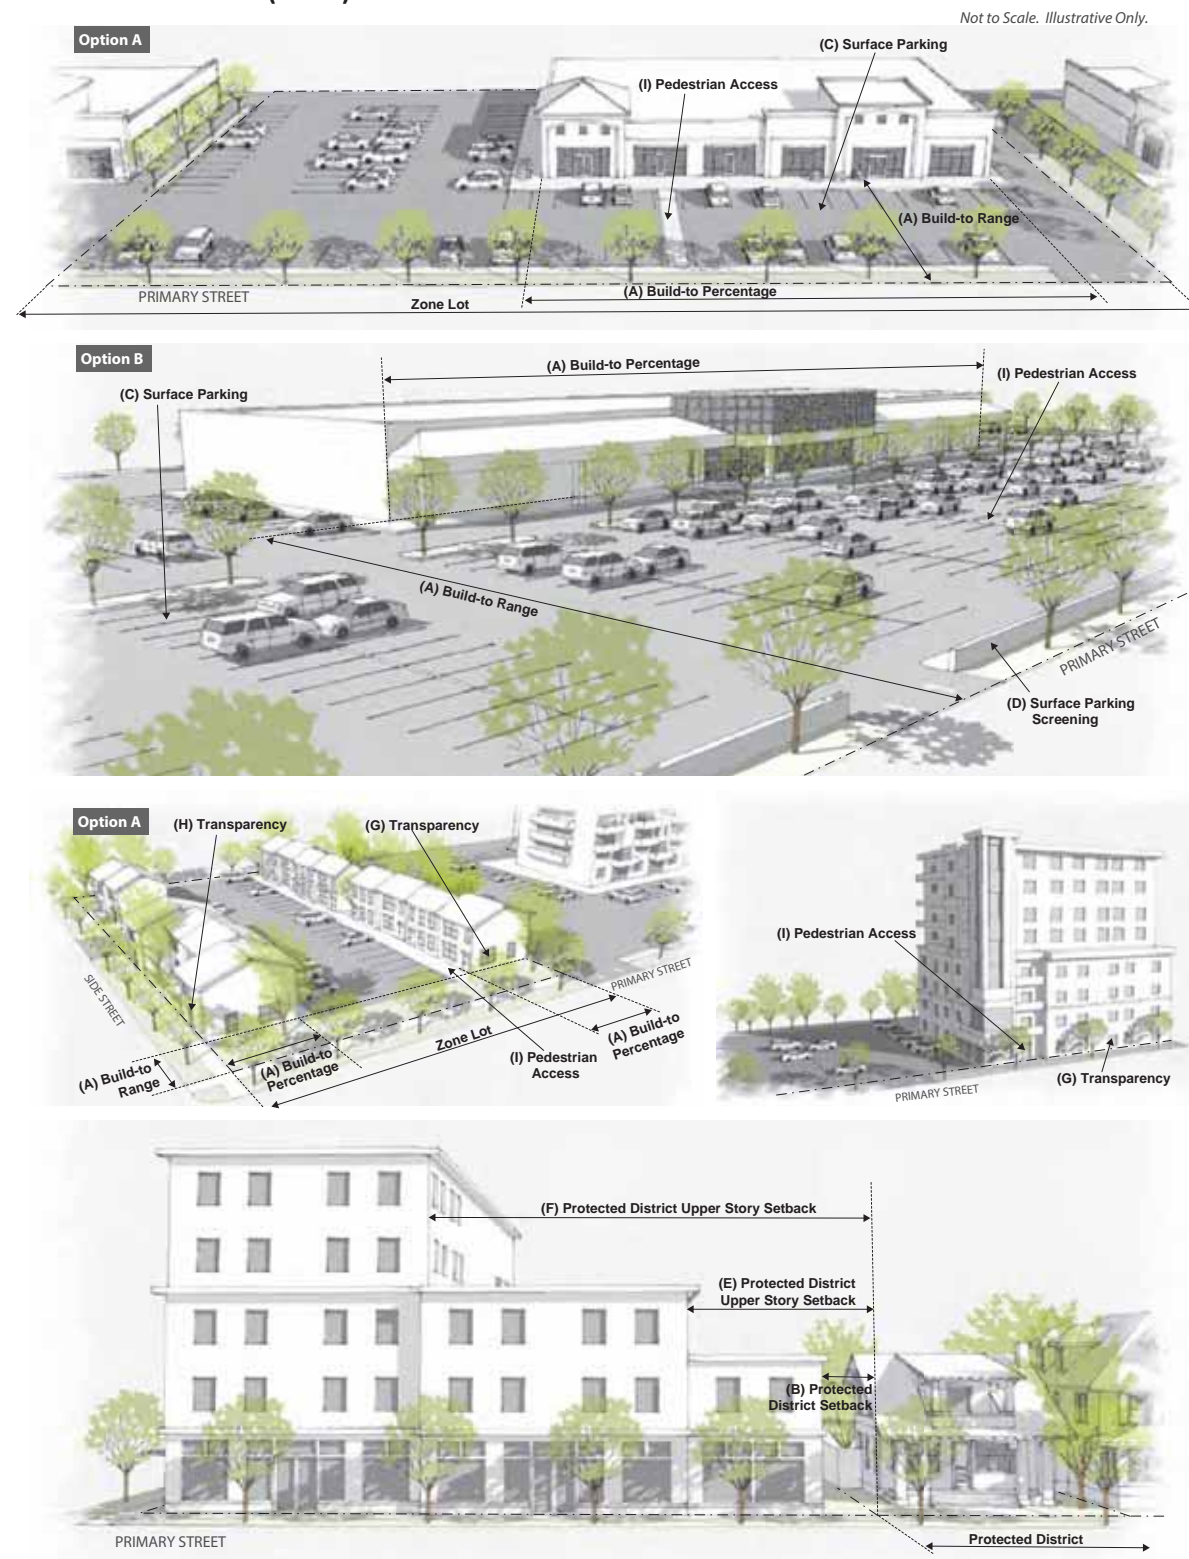 Not to Scale. Illustrative Only.
Option A
(C) Surface Parking
(I) Pedestrian Access
(A) Build-to Range
PRIMARY STREET
(A) Build-to Percentage
Zone Lot
Option B
(A) Build-to Percentage
(I) Pedestrian Access
(C) Surface Parking
(A) Build-to Range
PRIMARY STREET
(D) Surface Parking
Screening
Option A
(H) Transparency
(G) Transparency
SIDE STREET
PRIMARY STREET
(A) Build-to
Range
(A) Build-to
Percentage
Zone Lot
(I) Pedestrian
Access
(A) Build-to
Percentage
(I) Pedestrian Access
(G) Transparency
PRIMARY STREET
(F) Protected District Upper Story Setback
(E) Protected District
Upper Story Setback
(B) Protected
District Setback
PRIMARY STREET
Protected District